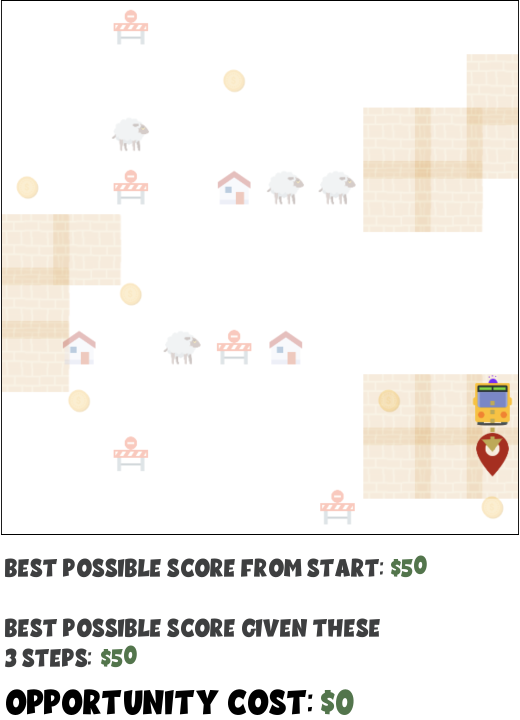 BEST POSSIBLE SCORE FROM START: $50
BEST POSSIBLE SCORE GIVEN THESE
3 STEPS: $50
OPPORTUNITY COST: $0